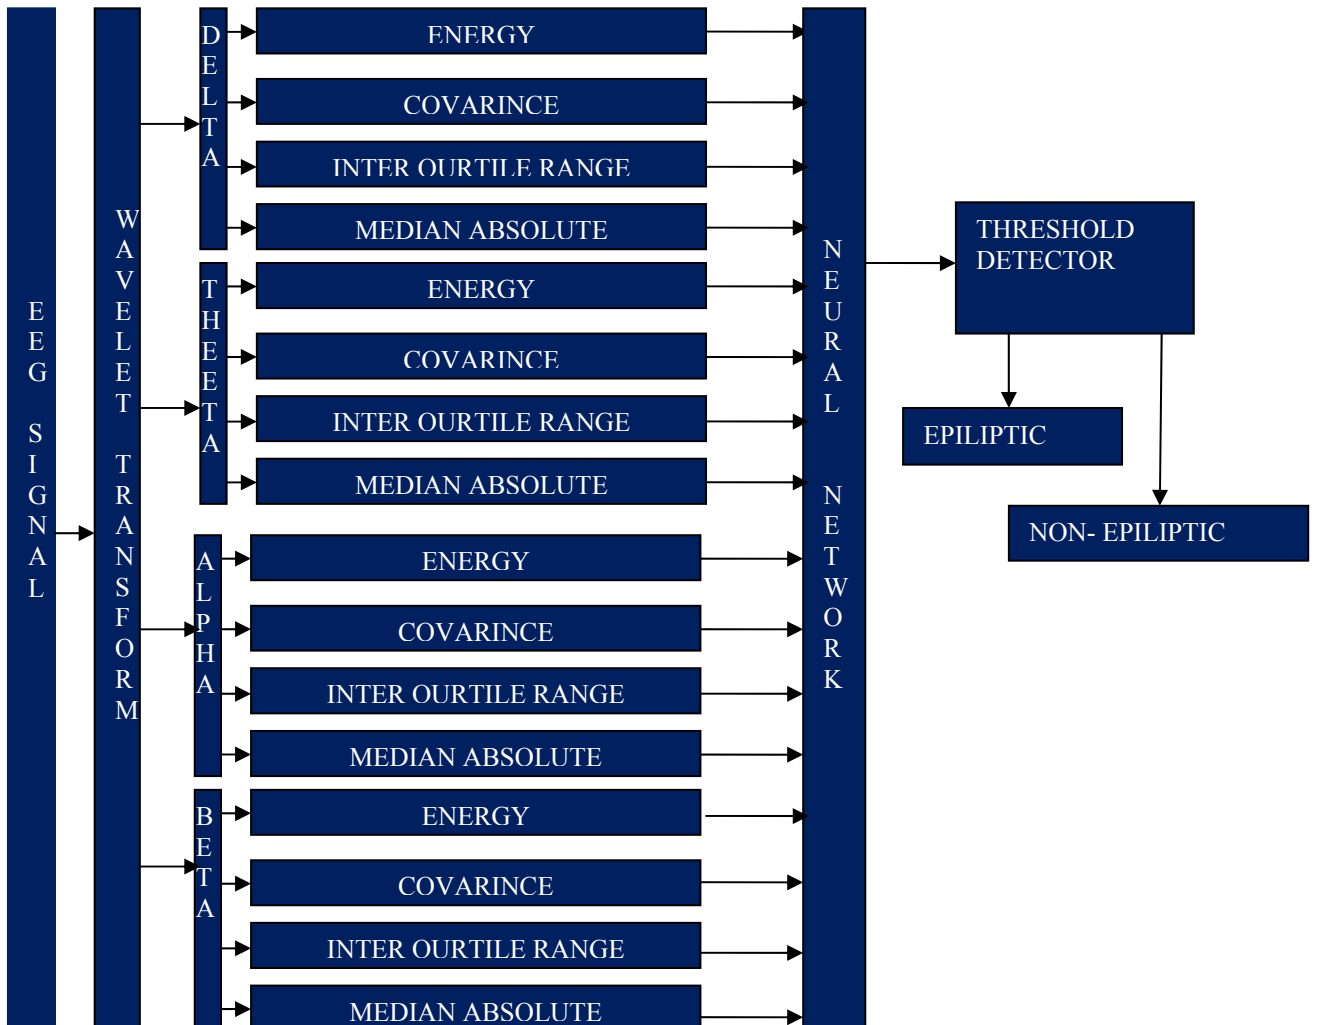 EEG SIGNAL
WAVELET TRANSFORM
DELTA
ENERGY
COVARINCE
INTER OURTILE RANGE
MEDIAN ABSOLUTE
THEETA
ENERGY
COVARINCE
INTER OURTILE RANGE
MEDIAN ABSOLUTE
ALPHA
ENERGY
COVARINCE
INTER OURTILE RANGE
MEDIAN ABSOLUTE
BETA
ENERGY
COVARINCE
INTER OURTILE RANGE
MEDIAN ABSOLUTE
NEURAL NETWORK
THRESHOLD
DETECTOR
EPILIPTIC
NON- EPILIPTIC